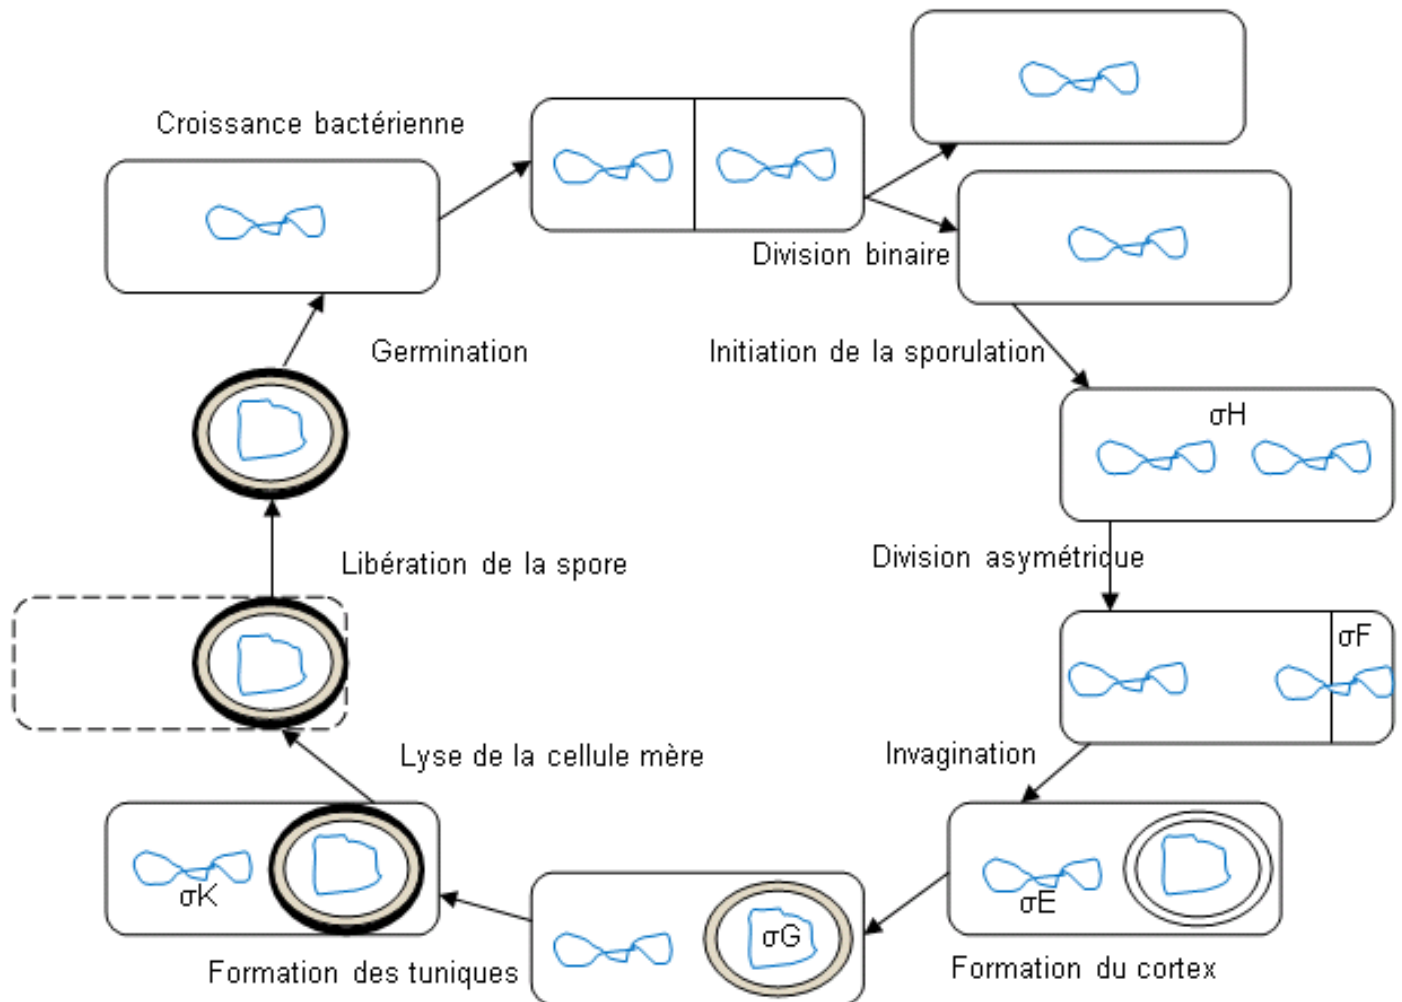 Croissance bactérienne
Division binaire
Germination
Initiation de la sporulation
σH
Division asymétrique
Libération de la spore
σF
Invagination
Lyse de la cellule mère
σK
σE
σG
Formation des tuniques
Formation du cortex